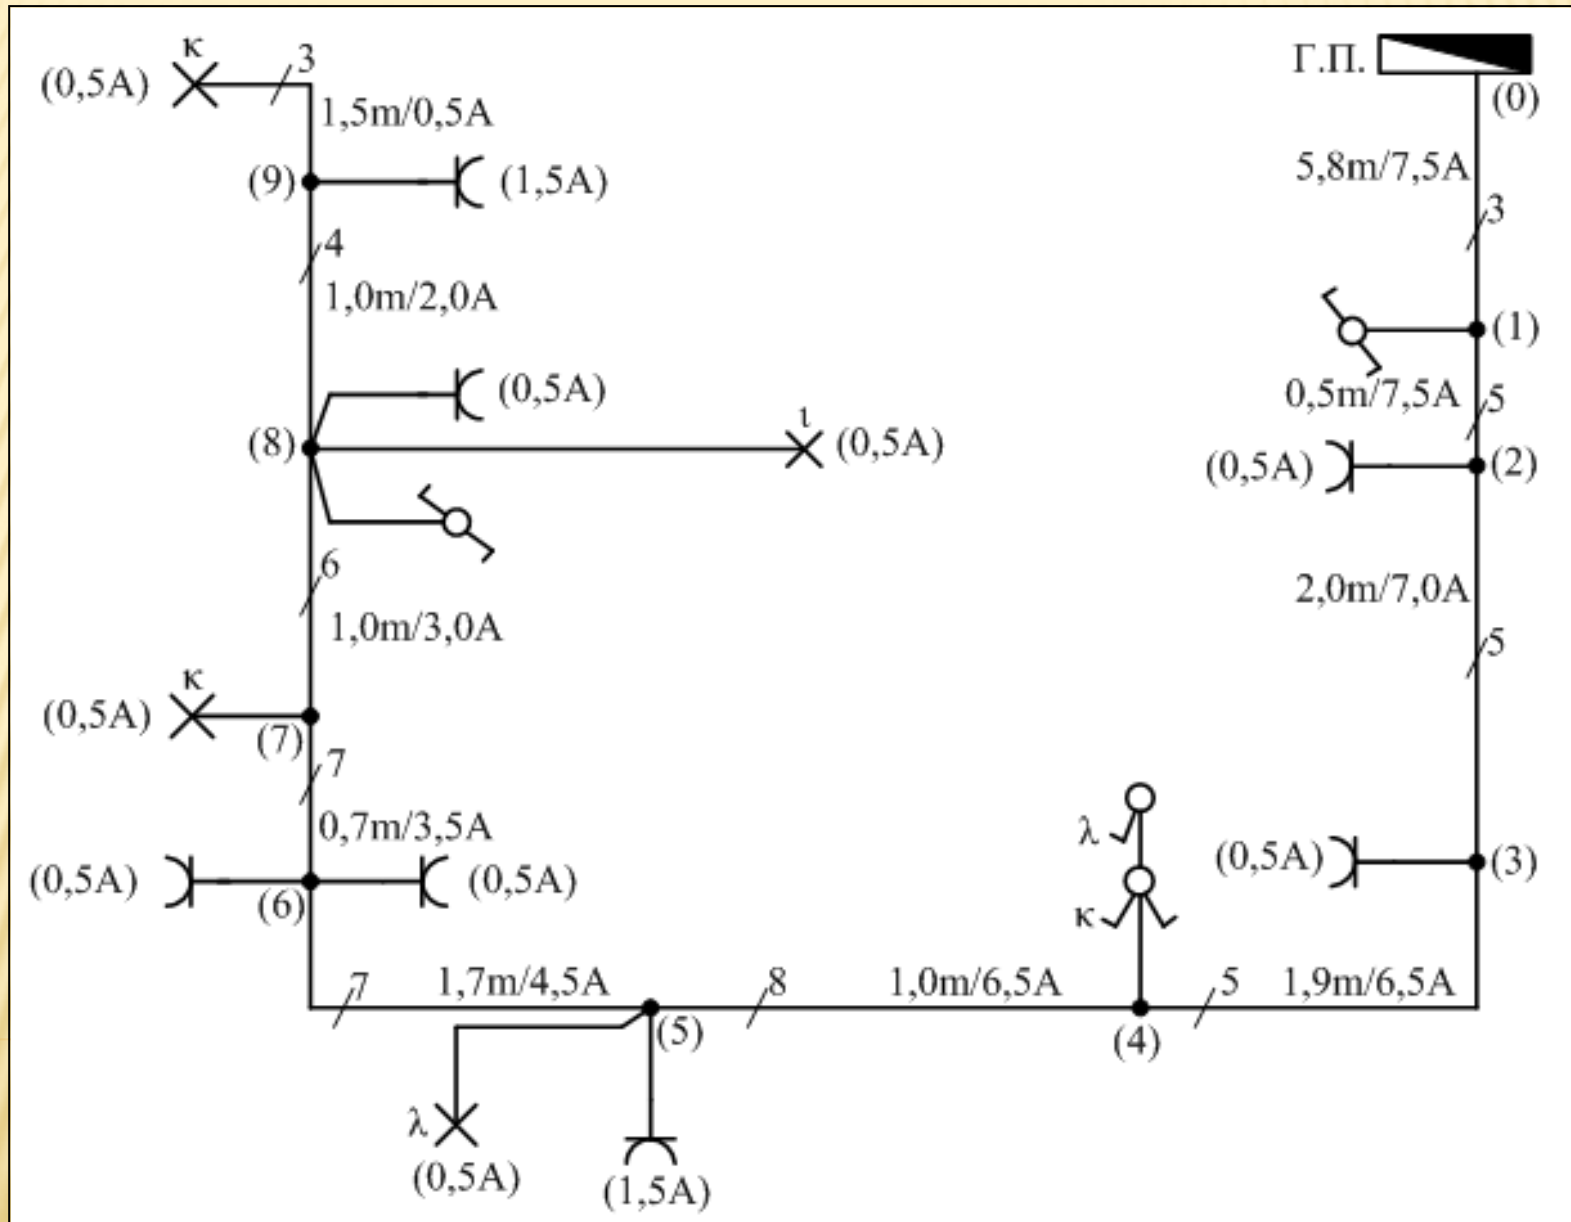 κ
3
(0,5A)
1,5m/0,5A
(9)
(1,5A)
4
1,0m/2,0A
(0,5A)
(8)
ι
(0,5A)
6
1,0m/3,0A
κ
(0,5A)
(7)
7
0,7m/3,5A
(0,5A)
(6)
(0,5A)
7
1,7m/4,5A
(5)
λ
(0,5A)
(1,5A)
8
1,0m/6,5A
λ
κ
(4)
5
1,9m/6,5A
Γ.Π.
(0)
5,8m/7,5A
3
(1)
0,5m/7,5A
5
(0,5A)
(2)
2,0m/7,0A
5
(0,5A)
(3)